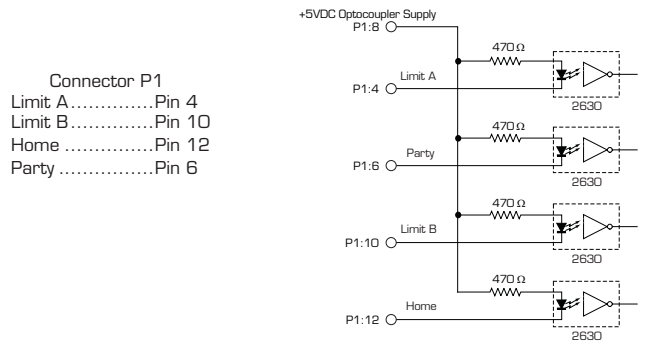 Connector P1
Limit A..............Pin 4
Limit B..............Pin 10
Home ...............Pin 12
Party ...............Pin 6
+5VDC Optocoupler Supply
P1:8
470 Ω
Limit A
P1:4
2630
470 Ω
Party
P1:6
2630
470 Ω
Limit B
P1:10
2630
470 Ω
Home
P1:12
2630